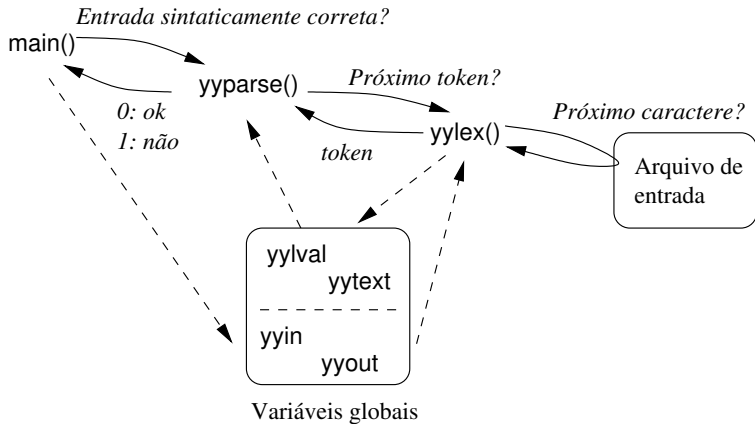 Entrada sintaticamente correta?
main()
yyparse()
Próximo token?
0: ok
1: não
Próximo caractere?
yylex()
token
Arquivo de
entrada
yylval
yytext
yyin
yyout
Variáveis globais